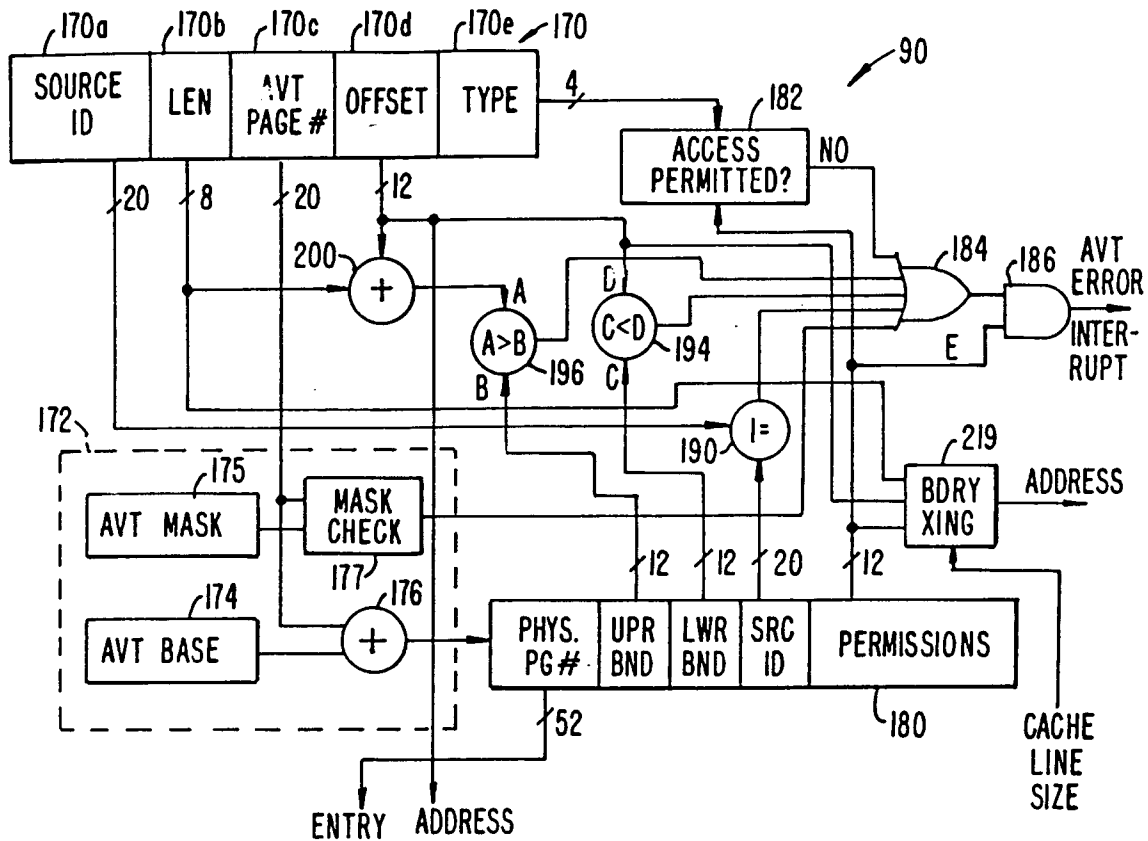 170a 170b 170c 170d 170e 170
90
SOURCE ID
LEN
AVT PAGE #
OFFSET
TYPE
4
182
ACCESS PERMITTED?
NO
20
8
20
12
200
+
A
A>B
B
196
D
C<D
C
194
184
186
AVT ERROR
INTER-
RUPT
E
172
175
AVT MASK
MASK CHECK
177
190
!=
219
BDRY XING
ADDRESS
174
AVT BASE
176
+
12
12
20
12
PHYS. PG #
UPR BND
LWR BND
SRC ID
PERMISSIONS
52
180
CACHE LINE SIZE
ENTRY
ADDRESS